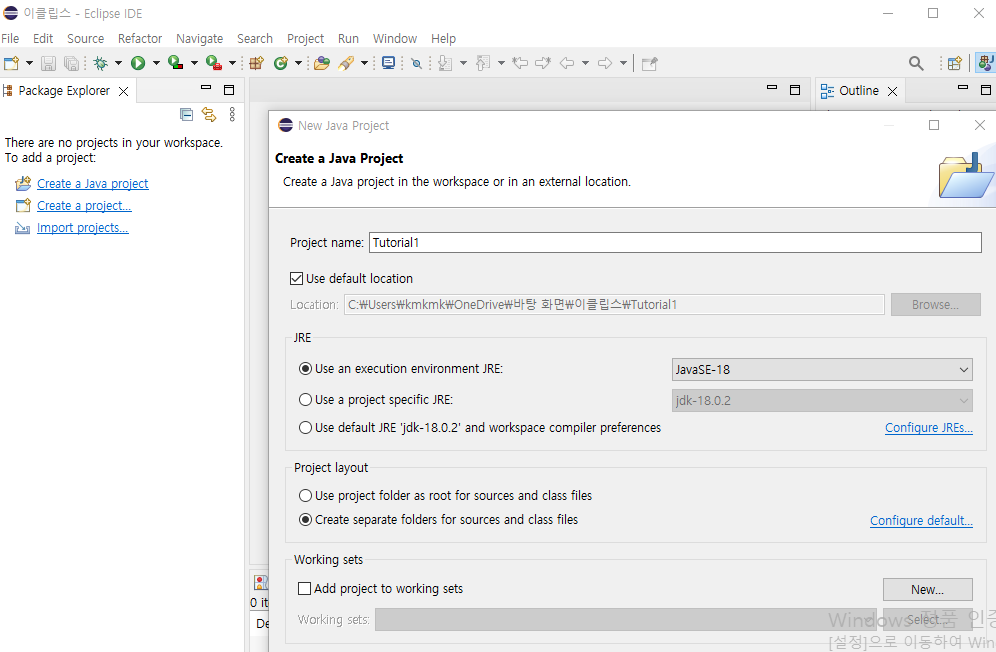 이클립스 - Eclipse IDE
File Edit Source Refactor Navigate Search Project Run Window Help
Package Explorer
Outline
There are no projects in your workspace.
To add a project:
Create a Java project
Create a project...
Import projects...
New Java Project
Create a Java Project
Create a Java project in the workspace or in an external location.
Project name: Tutorial1
Use default location
Location: C:₩Users₩kmkmk₩OneDrive₩바탕 화면₩이클립스₩Tutorial1 Browse...
JRE
Use an execution environment JRE: JavaSE-18
Use a project specific JRE: jdk-18.0.2
Use default JRE 'jdk-18.0.2' and workspace compiler preferences Configure JREs...
Project layout
Use project folder as root for sources and class files
Create separate folders for sources and class files Configure default...
Working sets
Add project to working sets New...
Working sets: Select...
0 it
De
Windows 정품 인증
[설정]으로 이동하여 Win